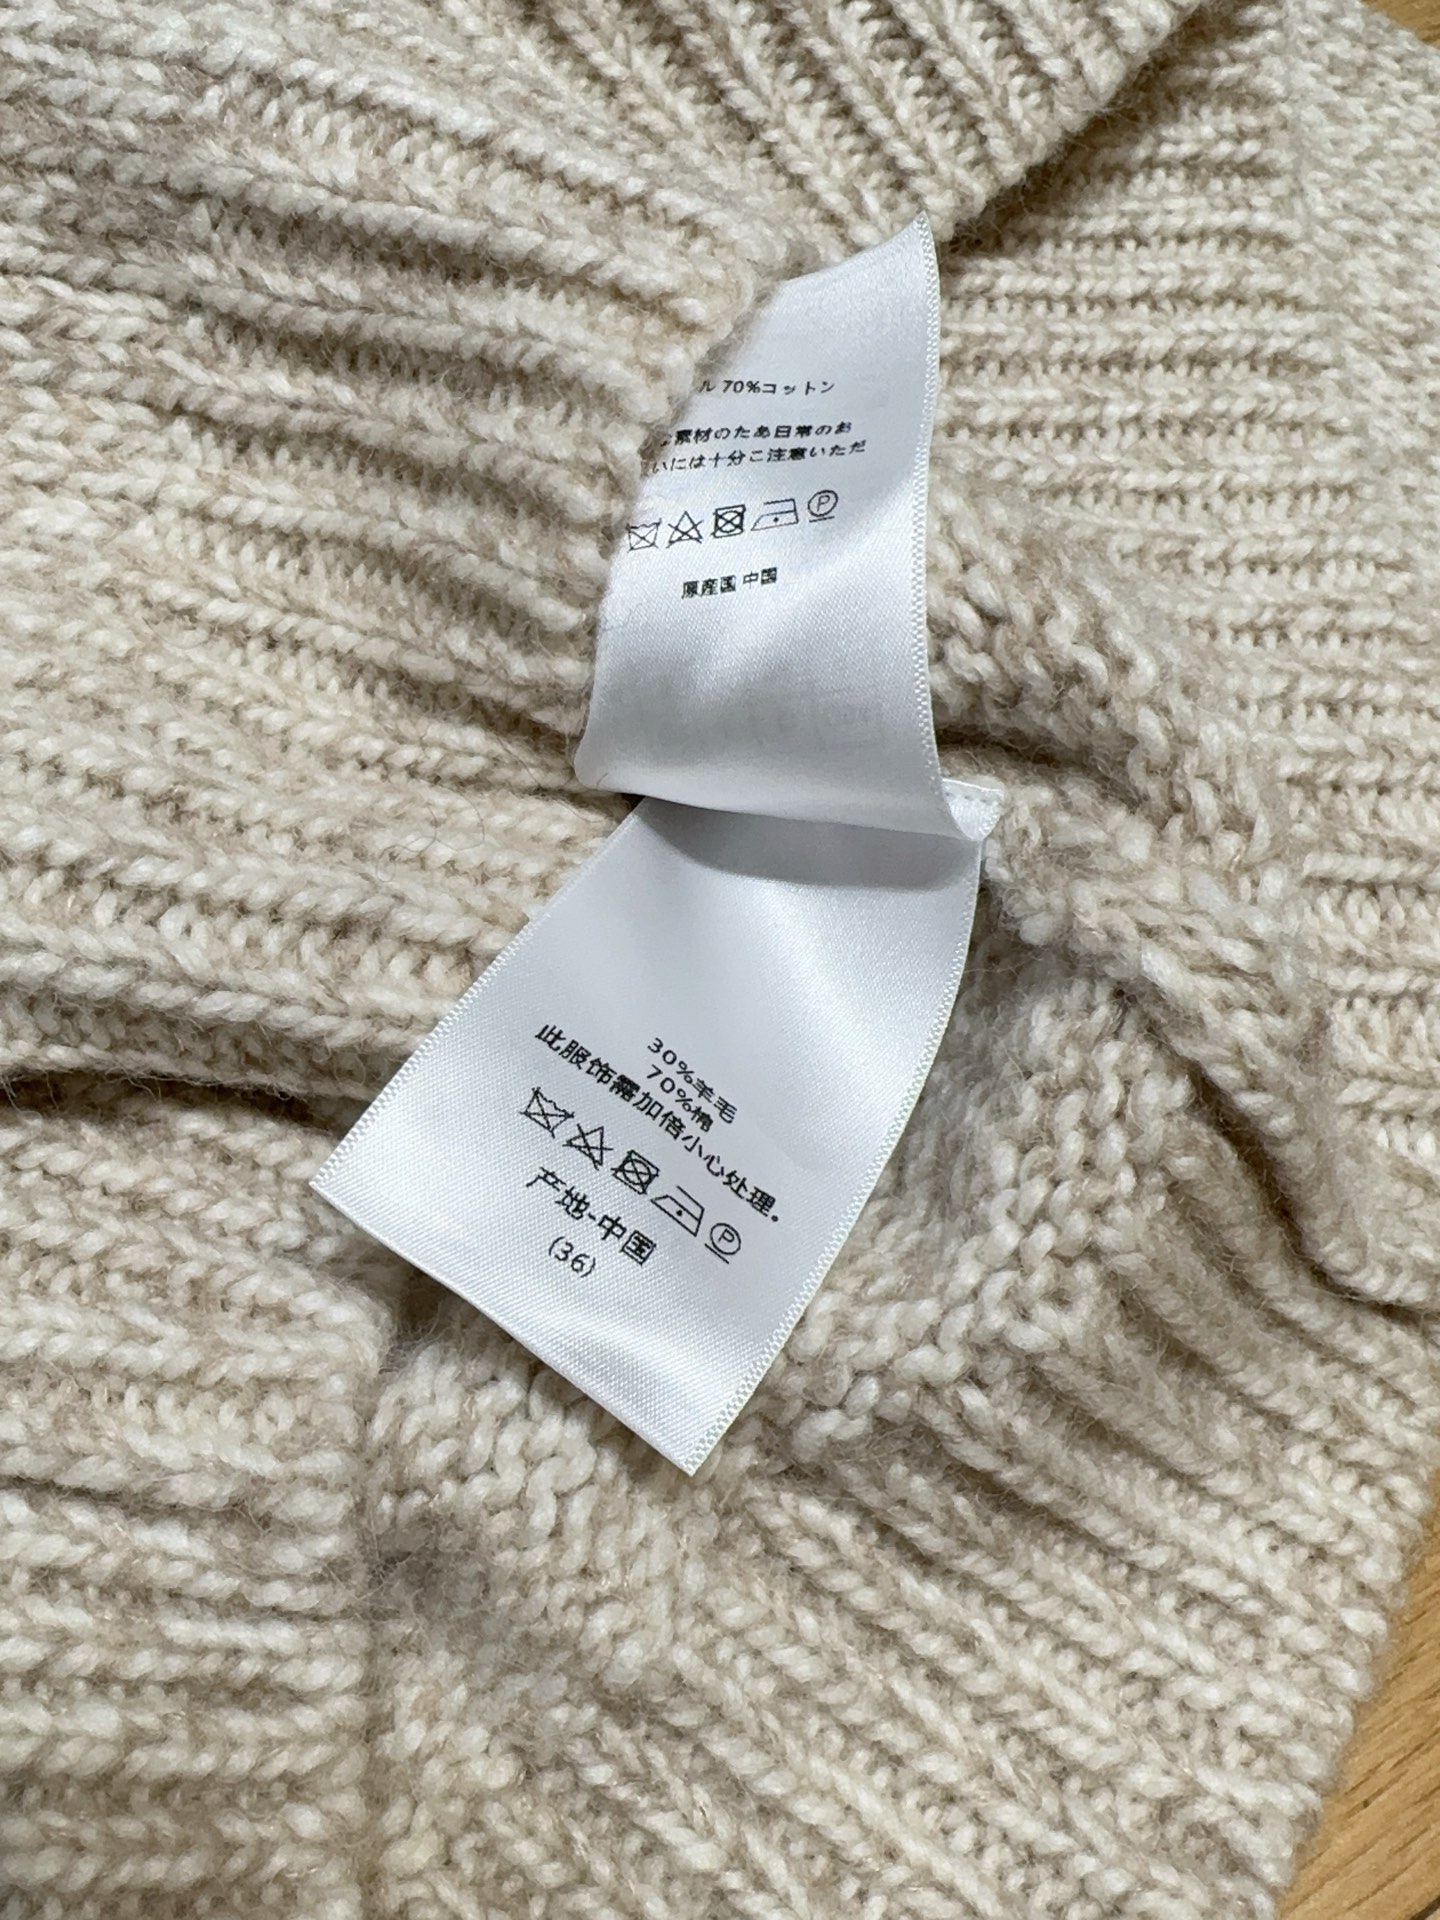 ル 70%コットン
素材のため日常のお
いには十分ご注意いただ
P
原産国 中国
30%羊毛
70%棉
此服饰需加倍小心处理。
P
产地-中国
(36)